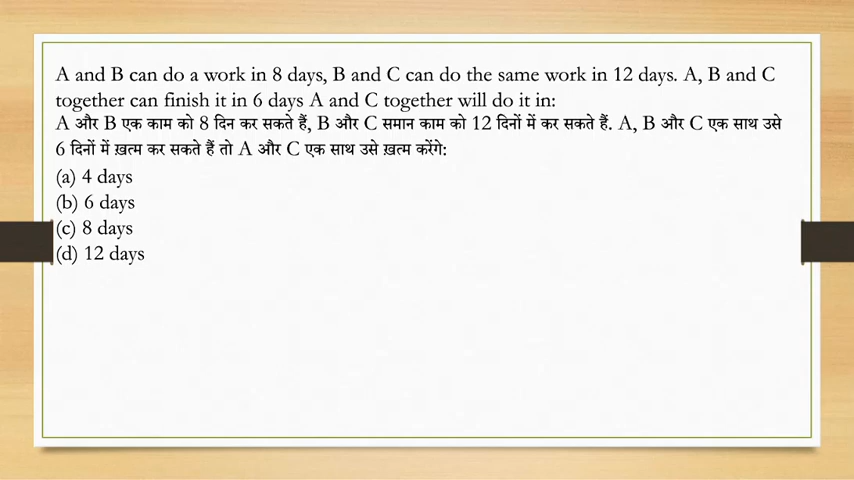 A and B can do a work in 8 days, B and C can do the same work in 12 days. A, B and C
together can finish it in 6 days A and C together will do it in:
A और B एक काम को 8 दिन कर सकते हैं, B और C समान काम को 12 दिनों में कर सकते हैं. A, B और C एक साथ उसे
6 दिनों में ख़त्म कर सकते हैं तो A और C एक साथ उसे ख़त्म करेंगे:
(a) 4 days
(b) 6 days
(c) 8 days
(d) 12 days